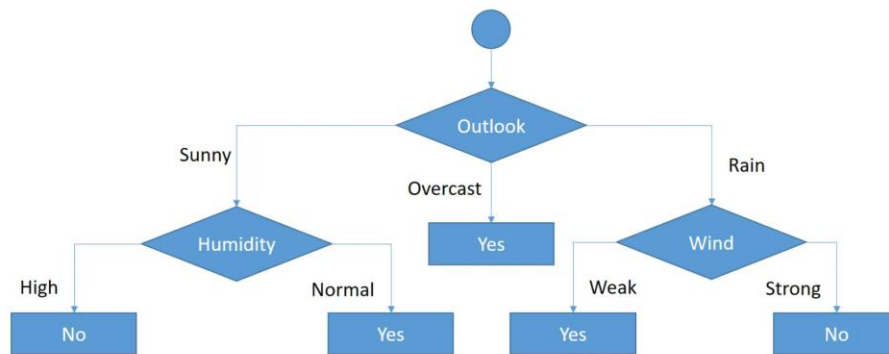 Outlook
Sunny
Overcast
Rain
Humidity
Yes
Wind
High
Normal
Weak
Strong
No
Yes
Yes
No